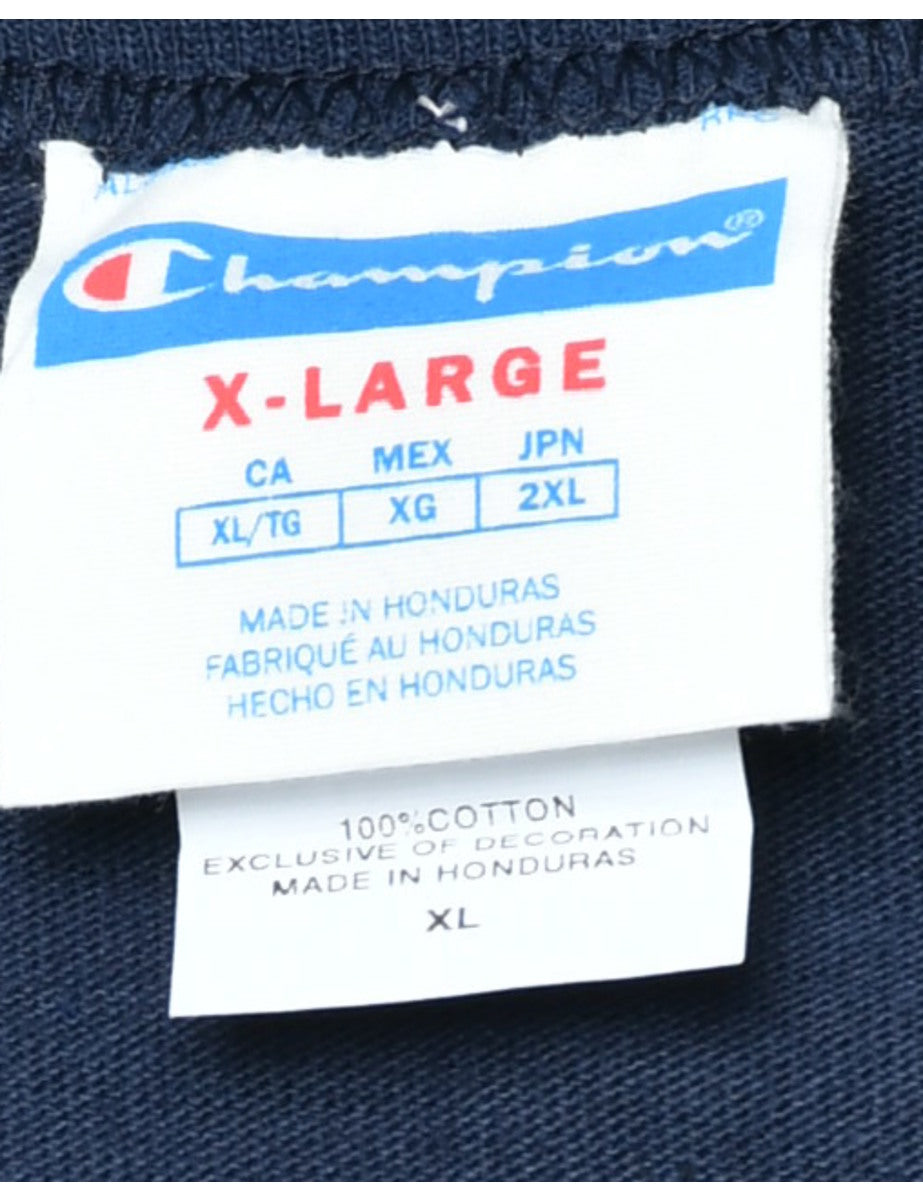 Champion®
X-LARGE
CA MEX JPN
XL/TG XG 2XL
MADE IN HONDURAS
FABRIQUÉ AU HONDURAS
HECHO EN HONDURAS
100%COTTON
EXCLUSIVE OF DECORATION
MADE IN HONDURAS
XL